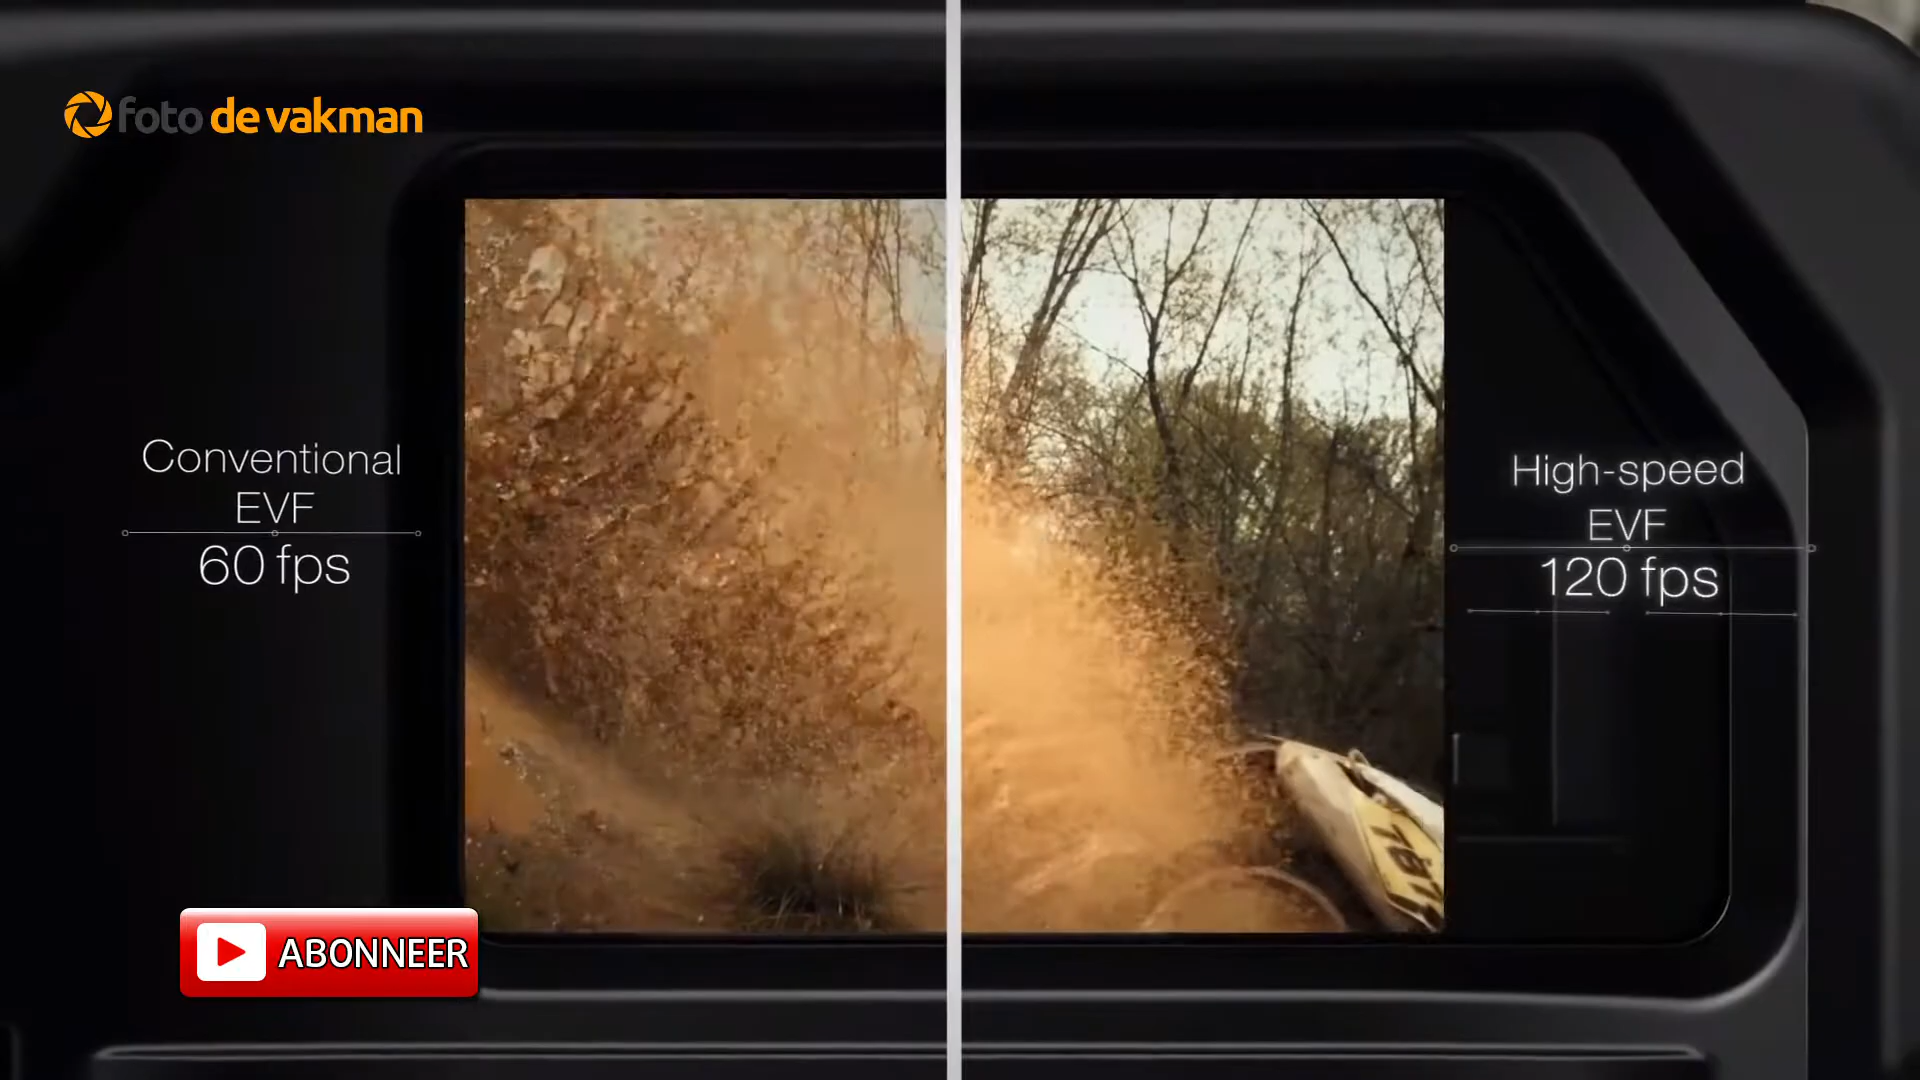 foto de vakman
Conventional
EVF
60 fps
High-speed
EVF
120 fps
ABONNEER